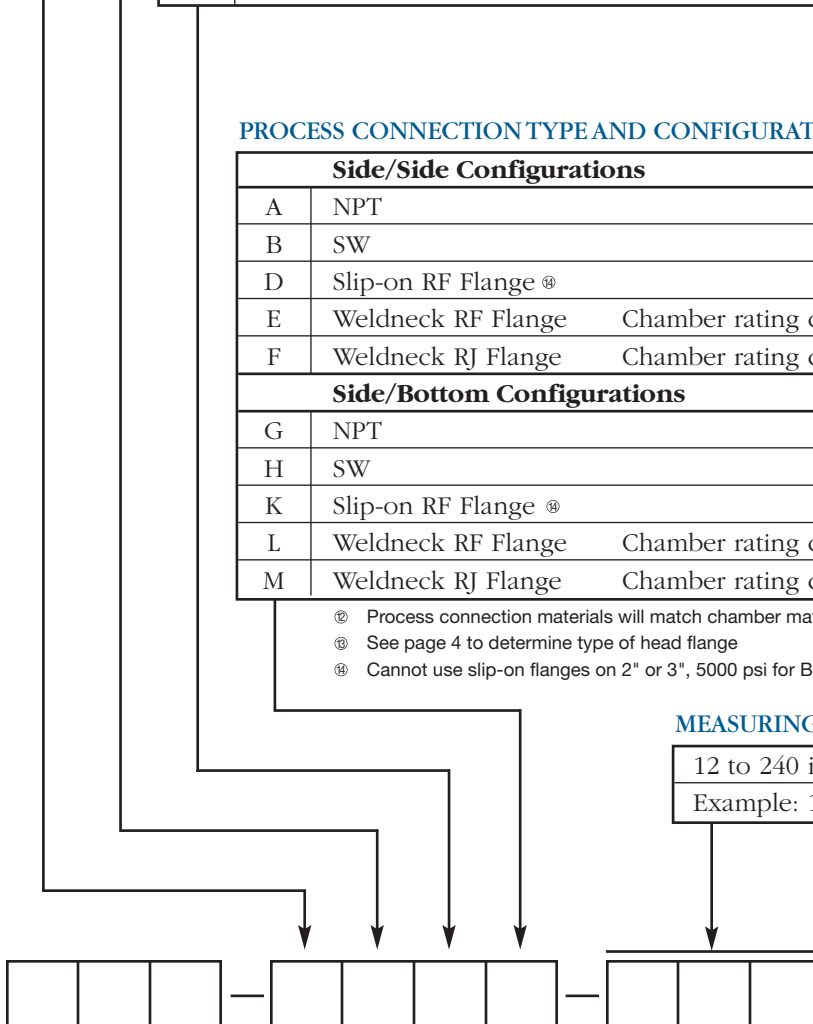 PROCESS CONNECTION TYPE AND CONFIGURAT
Side/Side Configurations
A NPT
B SW
D Slip-on RF Flange ⑭
E Weldneck RF Flange Chamber rating
F Weldneck RJ Flange Chamber rating
Side/Bottom Configurations
G NPT
H SW
K Slip-on RF Flange ⑭
L Weldneck RF Flange Chamber rating
M Weldneck RJ Flange Chamber rating
⑫ Process connection materials will match chamber mat
⑬ See page 4 to determine type of head flange
⑭ Cannot use slip-on flanges on 2" or 3", 5000 psi for B
MEASURING
12 to 240 i
Example: 1